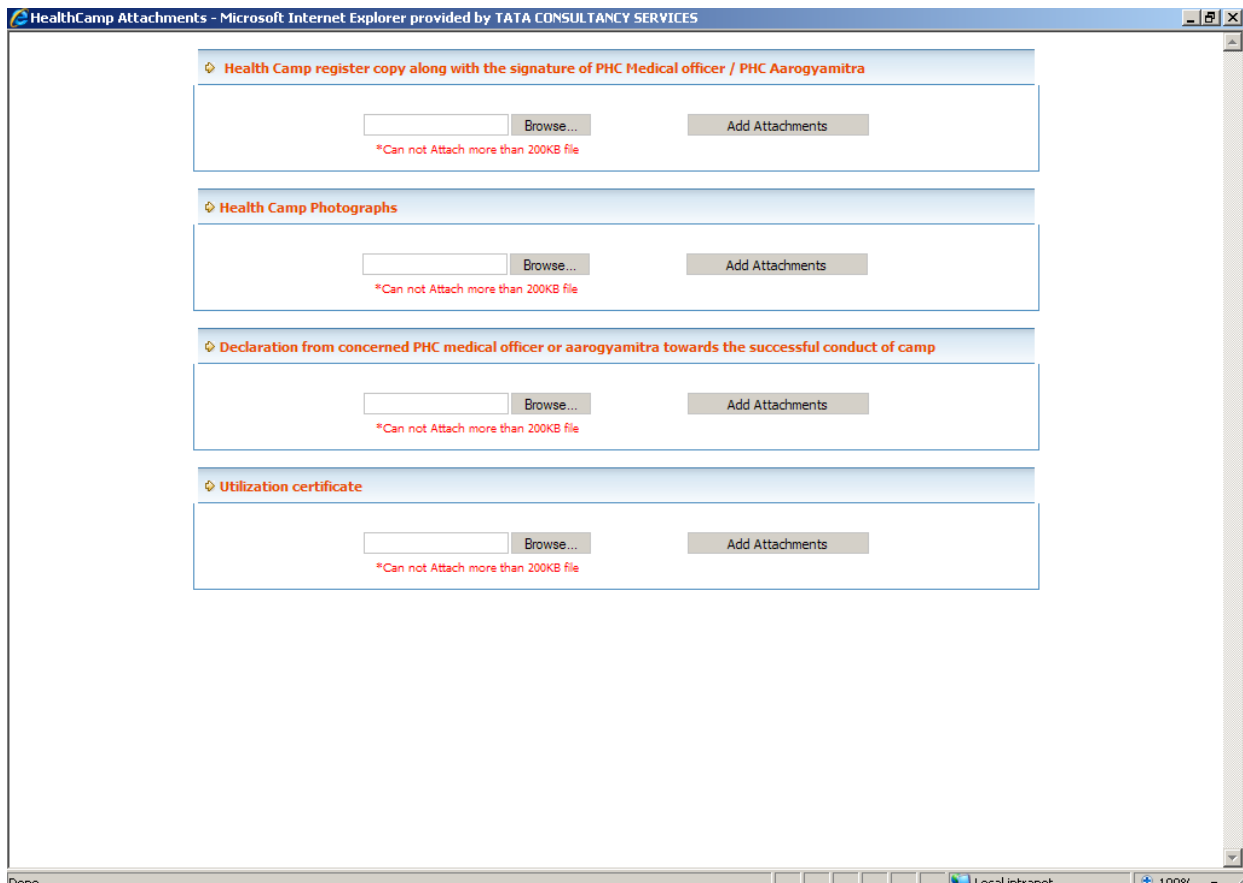 HealthCamp Attachments - Microsoft Internet Explorer provided by TATA CONSULTANCY SERVICES
Health Camp register copy along with the signature of PHC Medical officer / PHC Aarogyamitra
Browse... Add Attachments
*Can not Attach more than 200KB file
Health Camp Photographs
Browse... Add Attachments
*Can not Attach more than 200KB file
Declaration from concerned PHC medical officer or aarogyamitra towards the successful conduct of camp
Browse... Add Attachments
*Can not Attach more than 200KB file
Utilization certificate
Browse... Add Attachments
*Can not Attach more than 200KB file
Done Local intranet 100%